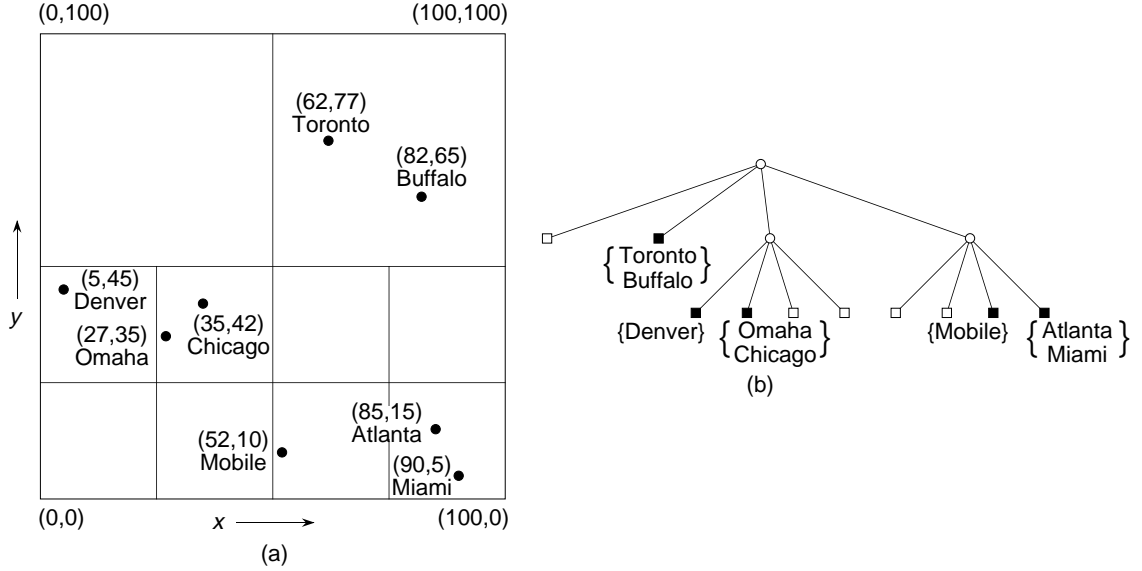 (0,100)
(100,100)
(62,77)
Toronto
(82,65)
Buffalo
(5,45)
Denver
(27,35)
Omaha
(35,42)
Chicago
(52,10)
Mobile
(85,15)
Atlanta
(90,5)
Miami
y
(0,0)
x
(100,0)
(a)
{ Toronto
Buffalo }
{Denver}
{ Omaha
Chicago }
{Mobile}
{ Atlanta
Miami }
(b)